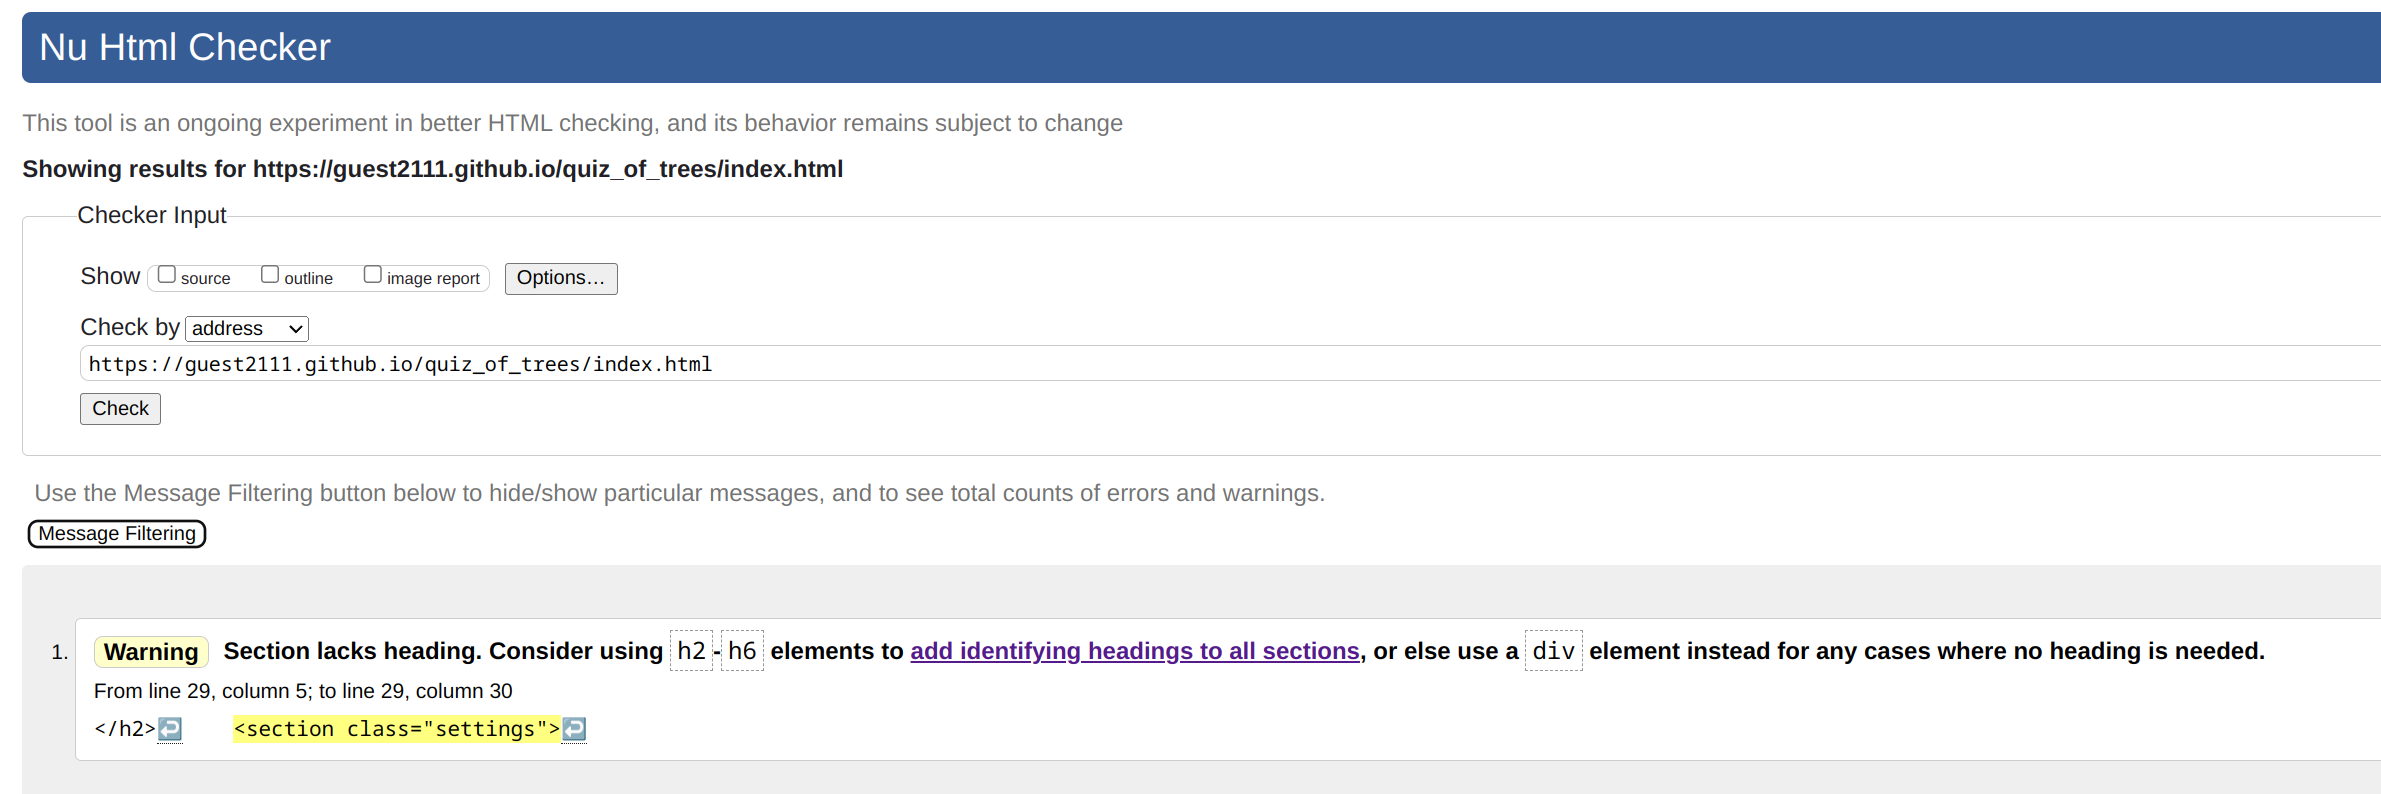 Nu Html Checker
This tool is an ongoing experiment in better HTML checking, and its behavior remains subject to change
Showing results for https://guest2111.github.io/quiz_of_trees/index.html
Checker Input
Show source outline image report Options...
Check by address
https://guest2111.github.io/quiz_of_trees/index.html
Check
Use the Message Filtering button below to hide/show particular messages, and to see total counts of errors and warnings.
Message Filtering
1. Warning Section lacks heading. Consider using h2-h6 elements to add identifying headings to all sections, or else use a div element instead for any cases where no heading is needed.
From line 29, column 5; to line 29, column 30
</h2>↩ <section class="settings">↩